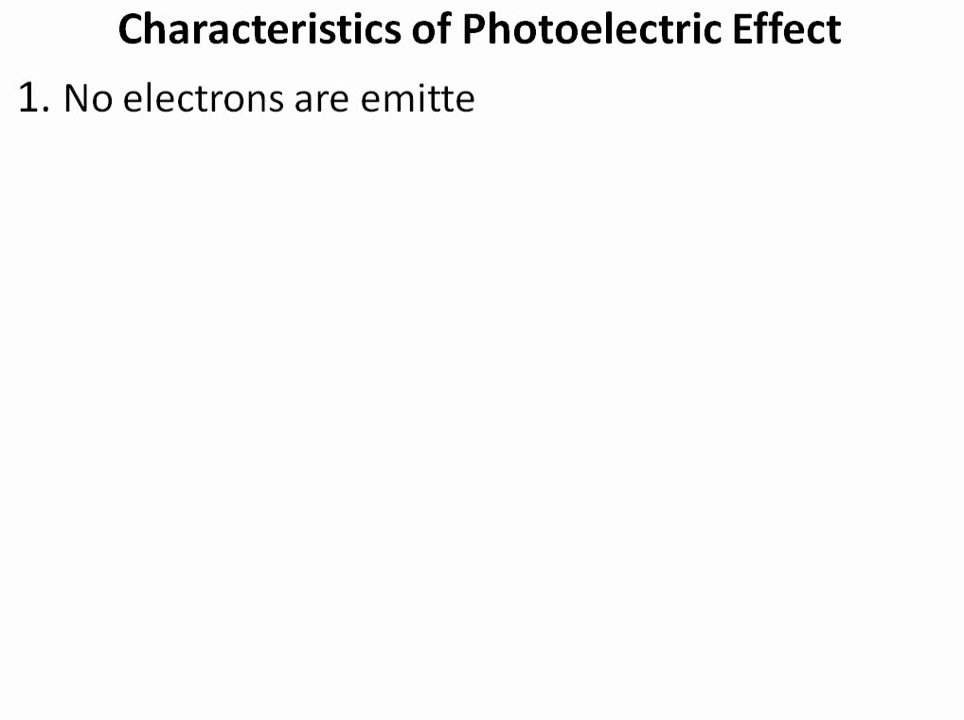 Characteristics of Photoelectric Effect
1. No electrons are emitte